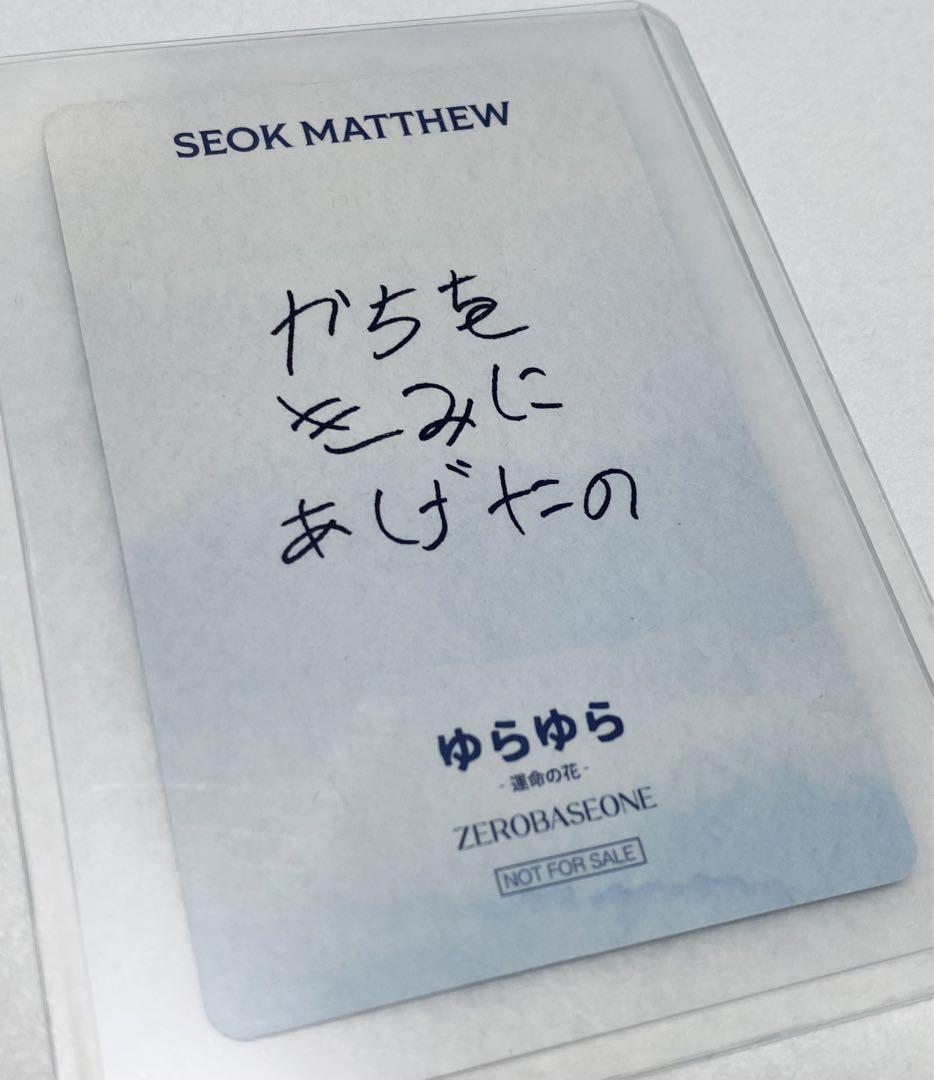 SEOK MATTHEW
かちを
きみに
あげたの
ゆらゆら
- 運命の花 -
ZEROBASEONE
NOT FOR SALE